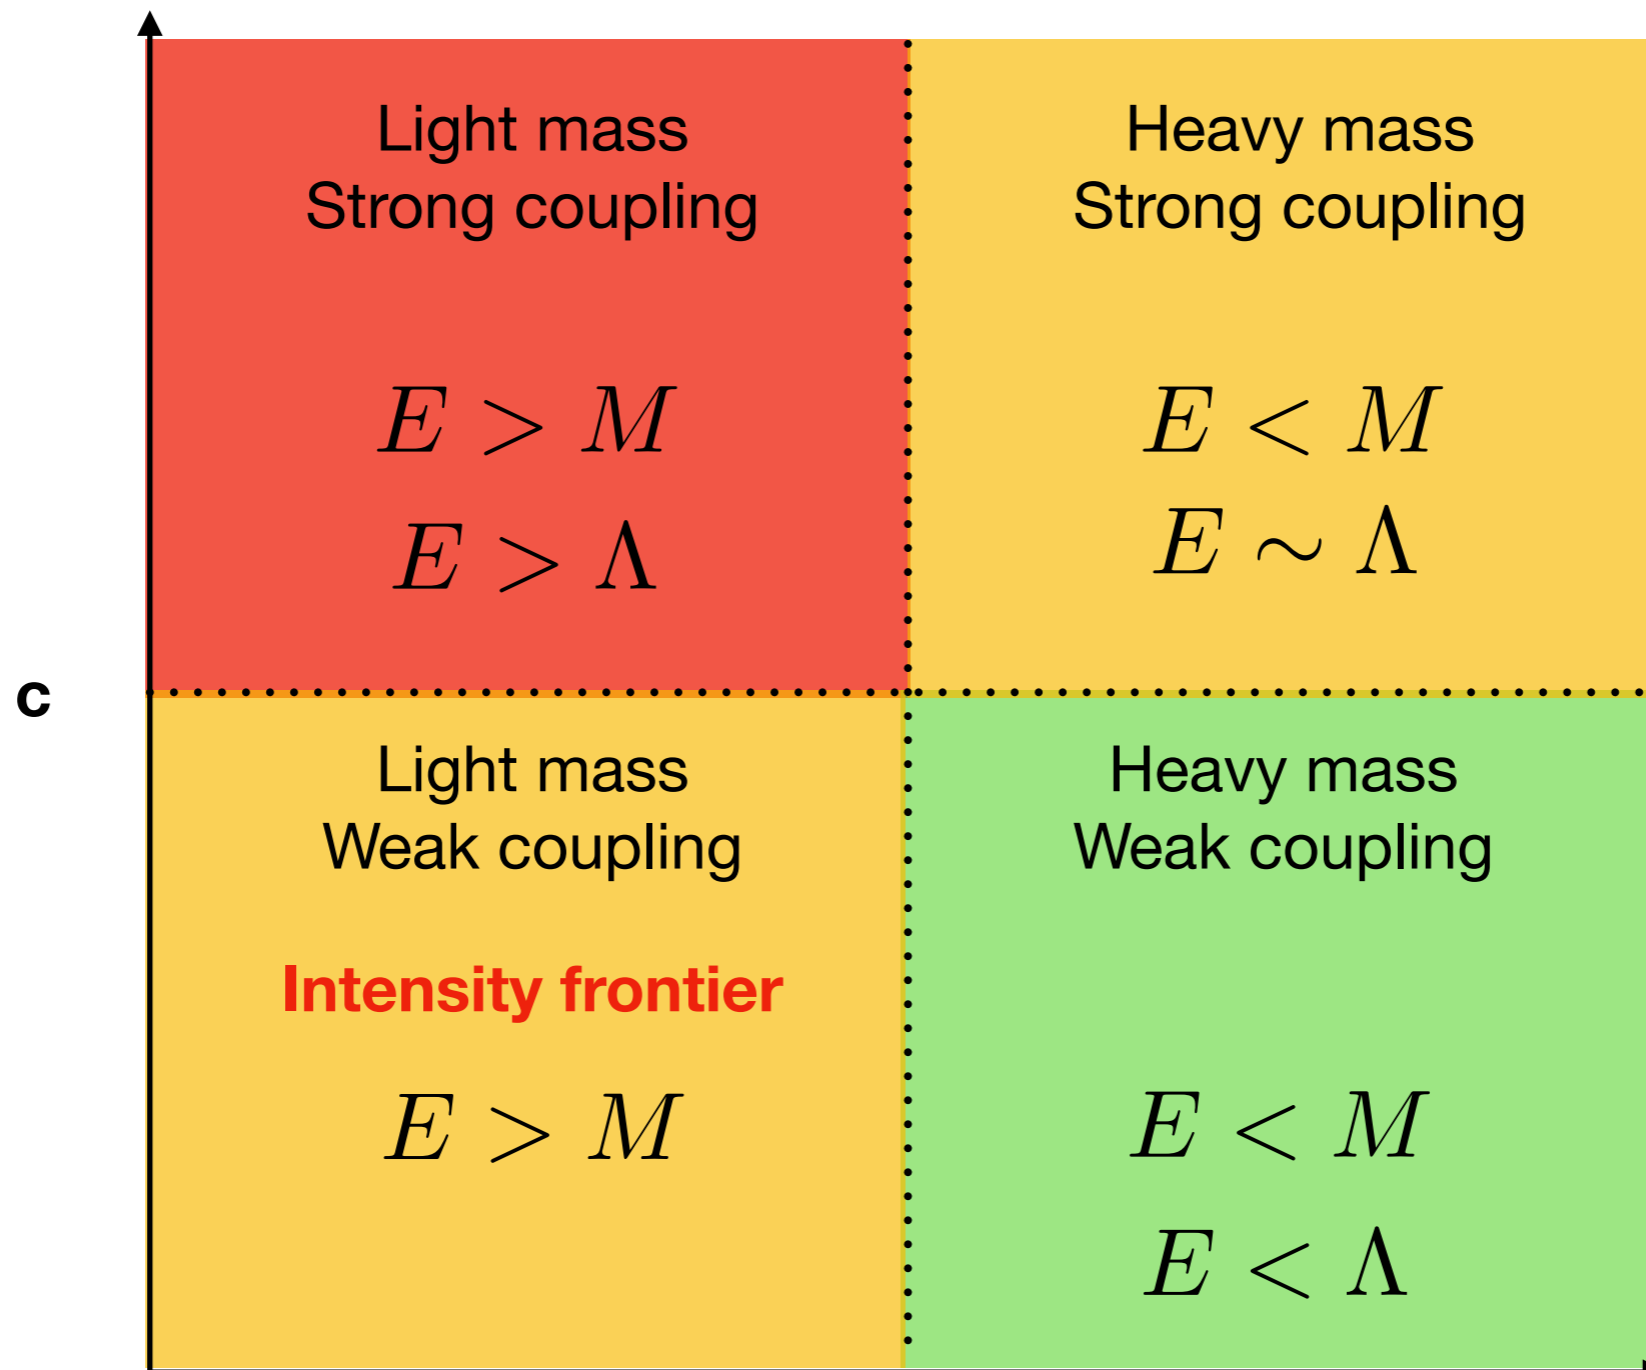 Light mass
Strong coupling
E > M
E > Λ
Heavy mass
Strong coupling
E < M
E ∼ Λ
c
Light mass
Weak coupling
Intensity frontier
E > M
Heavy mass
Weak coupling
E < M
E < Λ